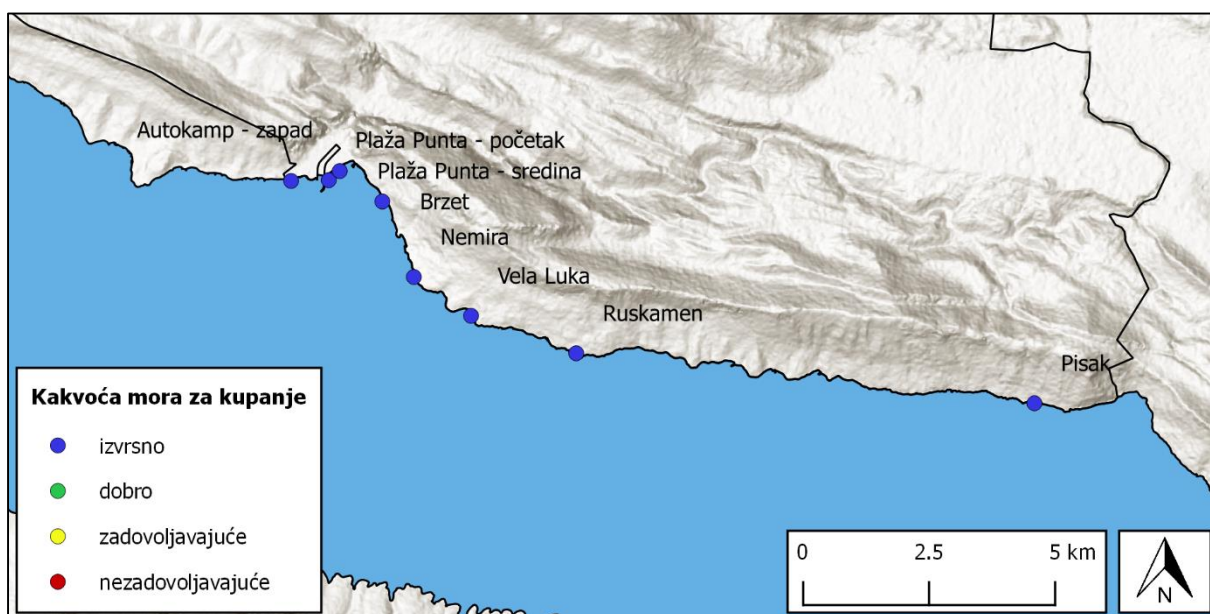 Autokamp - zapad
Plaža Punta - početak
Plaža Punta - sredina
Brzet
Nemira
Vela Luka
Ruskamen
Pisak
Kakvoća mora za kupanje
izvrsno
dobro
zadovoljavajuće
nezadovoljavajuće
0 2.5 5 km
N